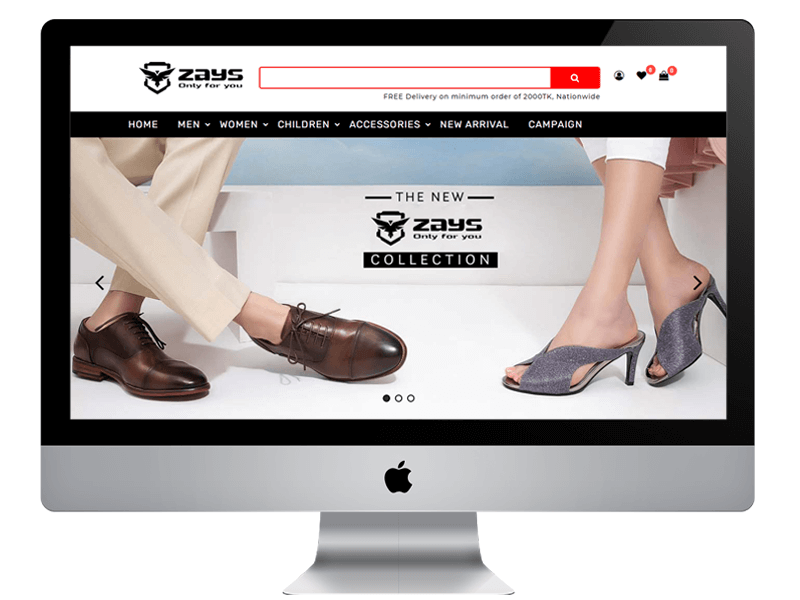 zays
Only for you
6
0
FREE Delivery on minimum order of 2000TK, Nationwide
HOME MEN WOMEN CHILDREN ACCESSORIES NEW ARRIVAL CAMPAIGN
THE NEW
zays
Only for you
COLLECTION